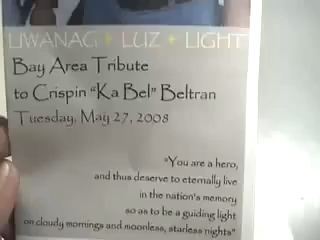 LIWANAG + LUZ + LIGHT
Bay Area Tribute
to Crispin "Ka Bel" Beltran
Tuesday, May 27, 2008
"You are a hero,
and thus deserve to eternally live
in the nation's memory
so as to be a guiding light
on cloudy mornings and moonless, starless nights"